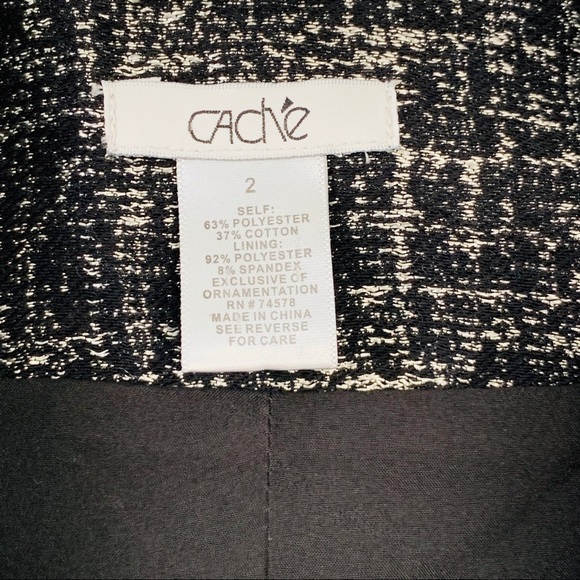 CAChé
2
SELF:
63% POLYESTER
37% COTTON
LINING:
92% POLYESTER
8% SPANDEX
EXCLUSIVE OF
ORNAMENTATION
RN # 74578
MADE IN CHINA
SEE REVERSE
FOR CARE